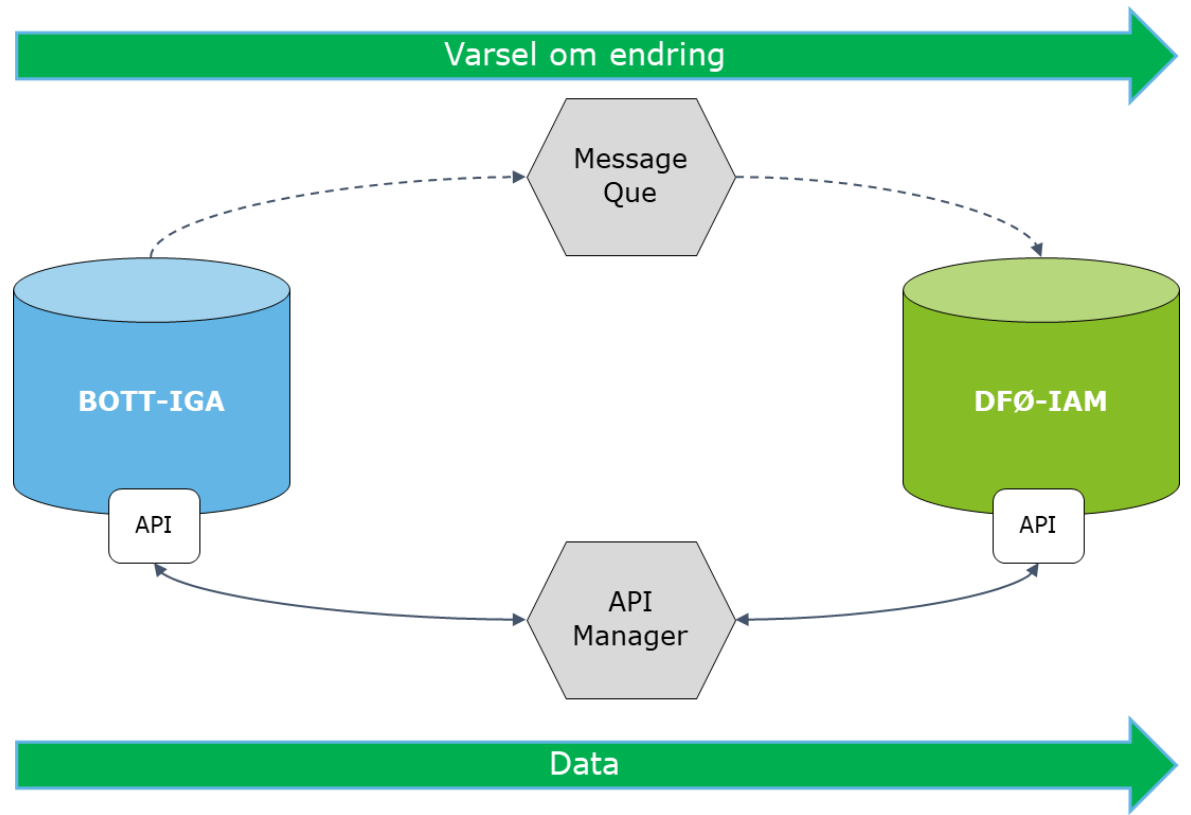 Varsel om endring
Message
Que
BOTT-IGA
DFØ-IAM
API
API
API
Manager
Data